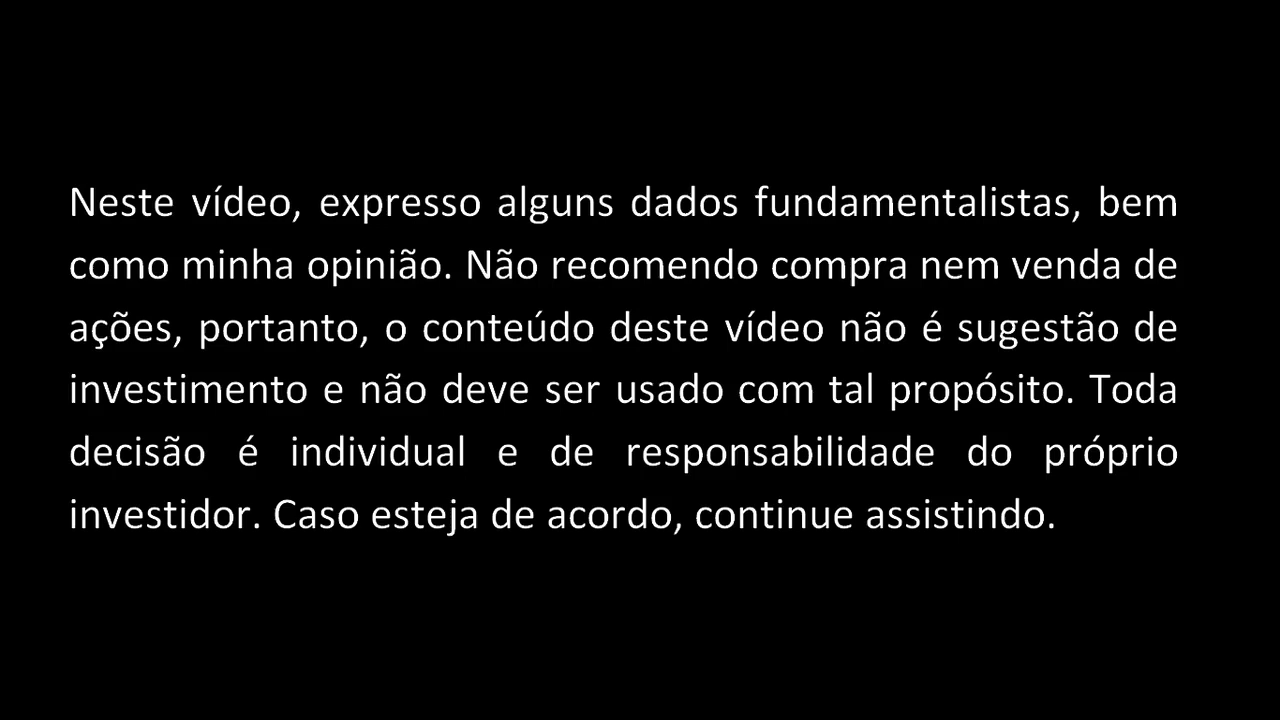 Neste vídeo, expresso alguns dados fundamentalistas, bem
como minha opinião. Não recomendo compra nem venda de
ações, portanto, o conteúdo deste vídeo não é sugestão de
investimento e não deve ser usado com tal propósito. Toda
decisão é individual e de responsabilidade do próprio
investidor. Caso esteja de acordo, continue assistindo.